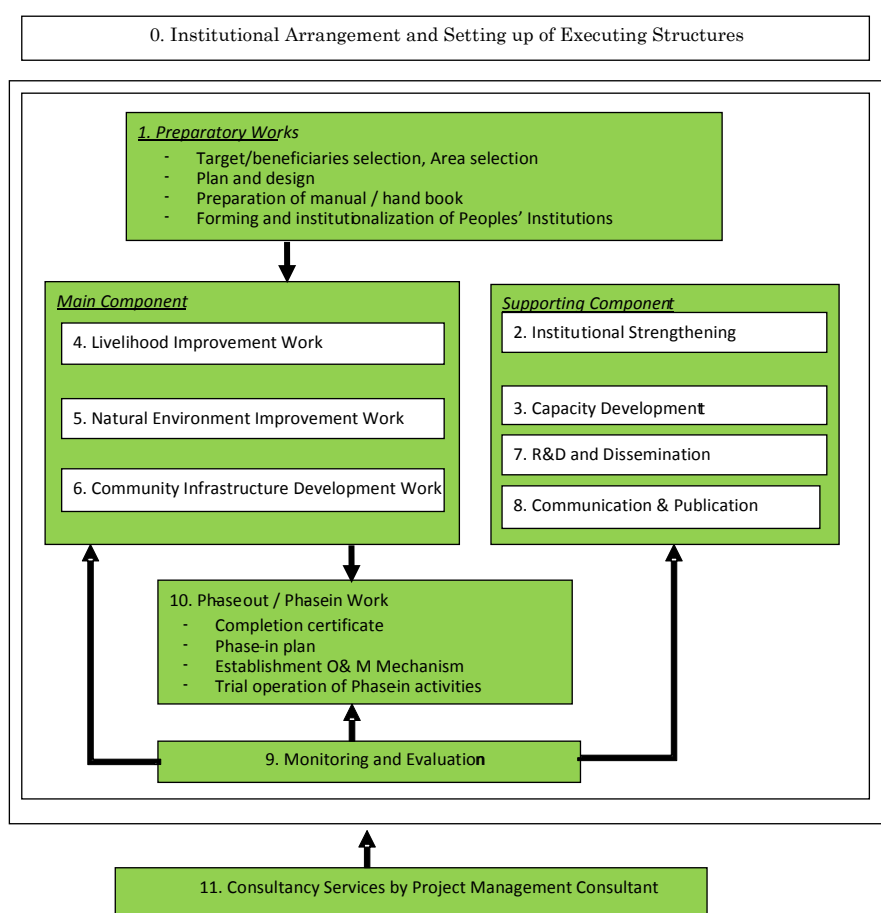 0. Institutional Arrangement and Setting up of Executing Structures
1. Preparatory Works
- Target/beneficiaries selection, Area selection
- Plan and design
- Preparation of manual / hand book
- Forming and institutionalization of Peoples' Institutions
Main Component
4. Livelihood Improvement Work
5. Natural Environment Improvement Work
6. Community Infrastructure Development Work
Supporting Component
2. Institutional Strengthening
3. Capacity Development
7. R&D and Dissemination
8. Communication & Publication
10. Phaseout / Phasein Work
- Completion certificate
- Phase-in plan
- Establishment O& M Mechanism
- Trial operation of Phasein activities
9. Monitoring and Evaluation
11. Consultancy Services by Project Management Consultant